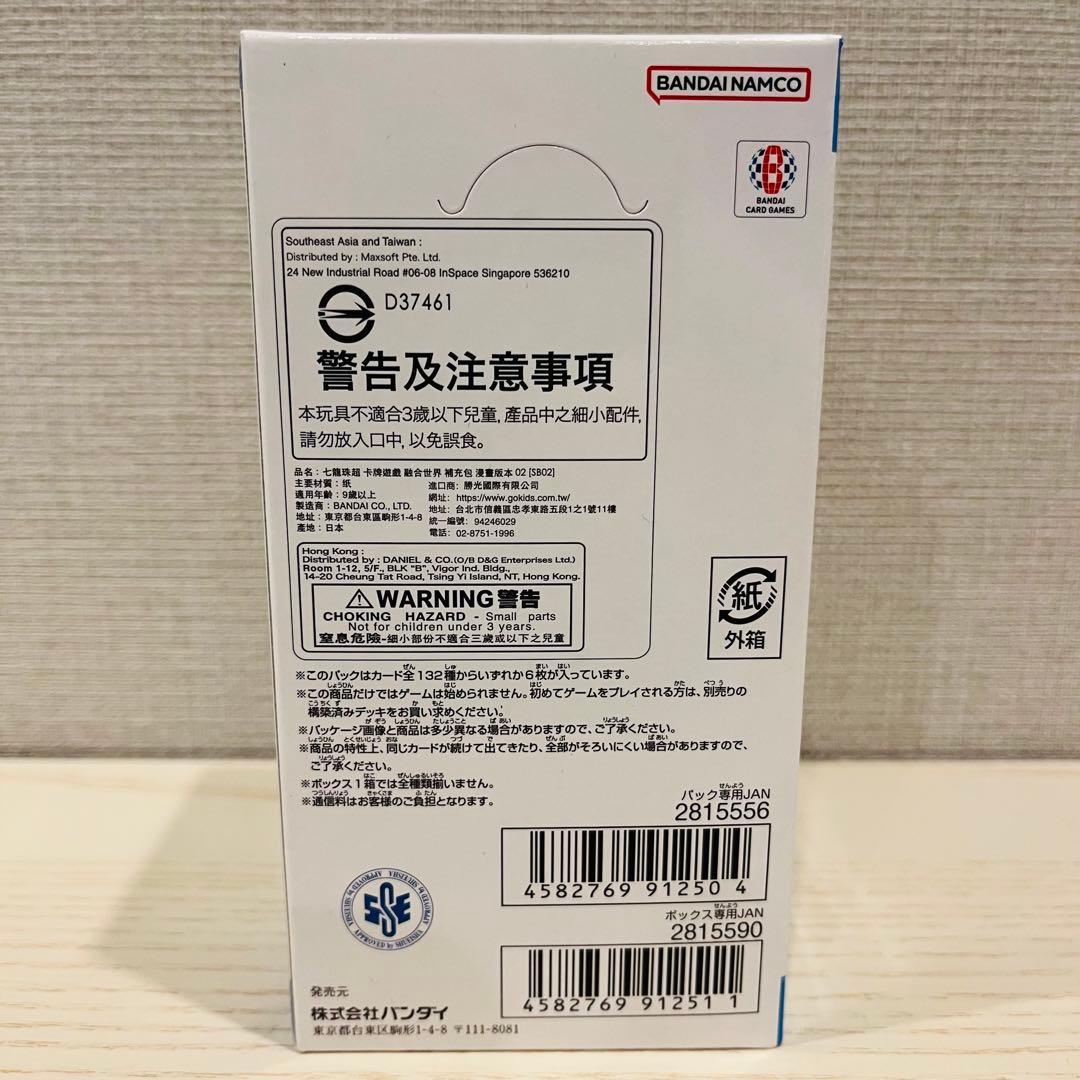 BANDAI NAMCO
BANDAI
CARD GAMES
Southeast Asia and Taiwan :
Distributed by : Maxsoft Pte. Ltd.
24 New Industrial Road #06-08 InSpace Singapore 536210
D37461
警告及注意事項
本玩具不適合3歲以下兒童, 產品中之細小配件,
請勿放入口中, 以免誤食。
品名：七龍珠超 卡牌遊戲 融合世界 補充包 漫畫版本 02 [SB02]
主要材質：紙
適用年齡：9歲以上
製造商：BANDAI CO., LTD.
地址：東京都台東區駒形1-4-8
產地：日本
進口商：勝光國際有限公司
網址：https://www.gokids.com.tw/
地址：台北市信義區忠孝東路五段1之1號11樓
統一編號：94246029
電話：02-8751-1996
Hong Kong :
Distributed by : DANIEL & CO.(O/B D&G Enterprises Ltd.)
Room 1-12, 5/F., BLK "B", Vigor Ind. Bldg.,
14-20 Cheung Tat Road, Tsing Yi Island, NT, Hong Kong.
⚠WARNING 警告
CHOKING HAZARD - Small parts
Not for children under 3 years.
窒息危險-細小部份不適合三歲或以下之兒童
紙
外箱
※このパックはカード全132種からいずれか6枚が入っています。
※この商品だけではゲームは始められません。初めてゲームをプレイされる方は、別売りの
構築済みデッキをお買い求めください。
※パッケージ画像と商品は多少異なる場合がありますので、ご了承ください。
※商品の特性上、同じカードが続けて出てきたり、全部がそろいにくい場合がありますので、
ご了承ください。
※ボックス1箱では全種類揃いません。
※通信料はお客様のご負担となります。
パック専用JAN
2815556
4582769 91250 4
ボックス専用JAN
2815590
4582769 91251 1
SSE
APPROVED by SHUEISHA
発売元
株式会社バンダイ
東京都台東区駒形1-4-8 〒111-8081